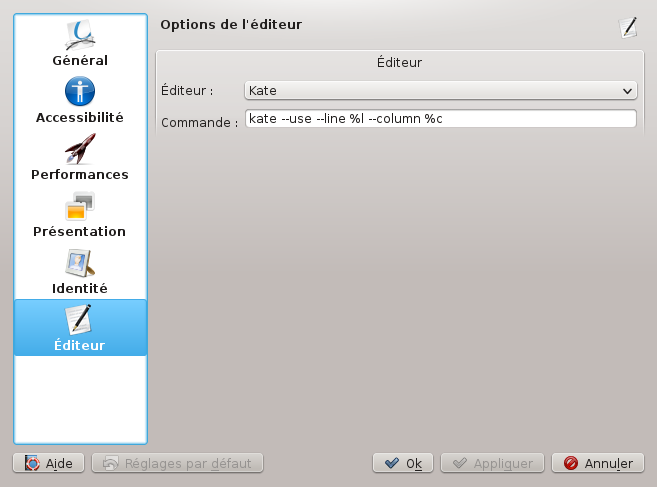 Général
Accessibilité
Performances
Présentation
Identité
Éditeur
Options de l'éditeur
Éditeur
Éditeur :
Kate
Commande :
kate --use --line %l --column %c
Aide
Réglages par défaut
Ok
Appliquer
Annuler